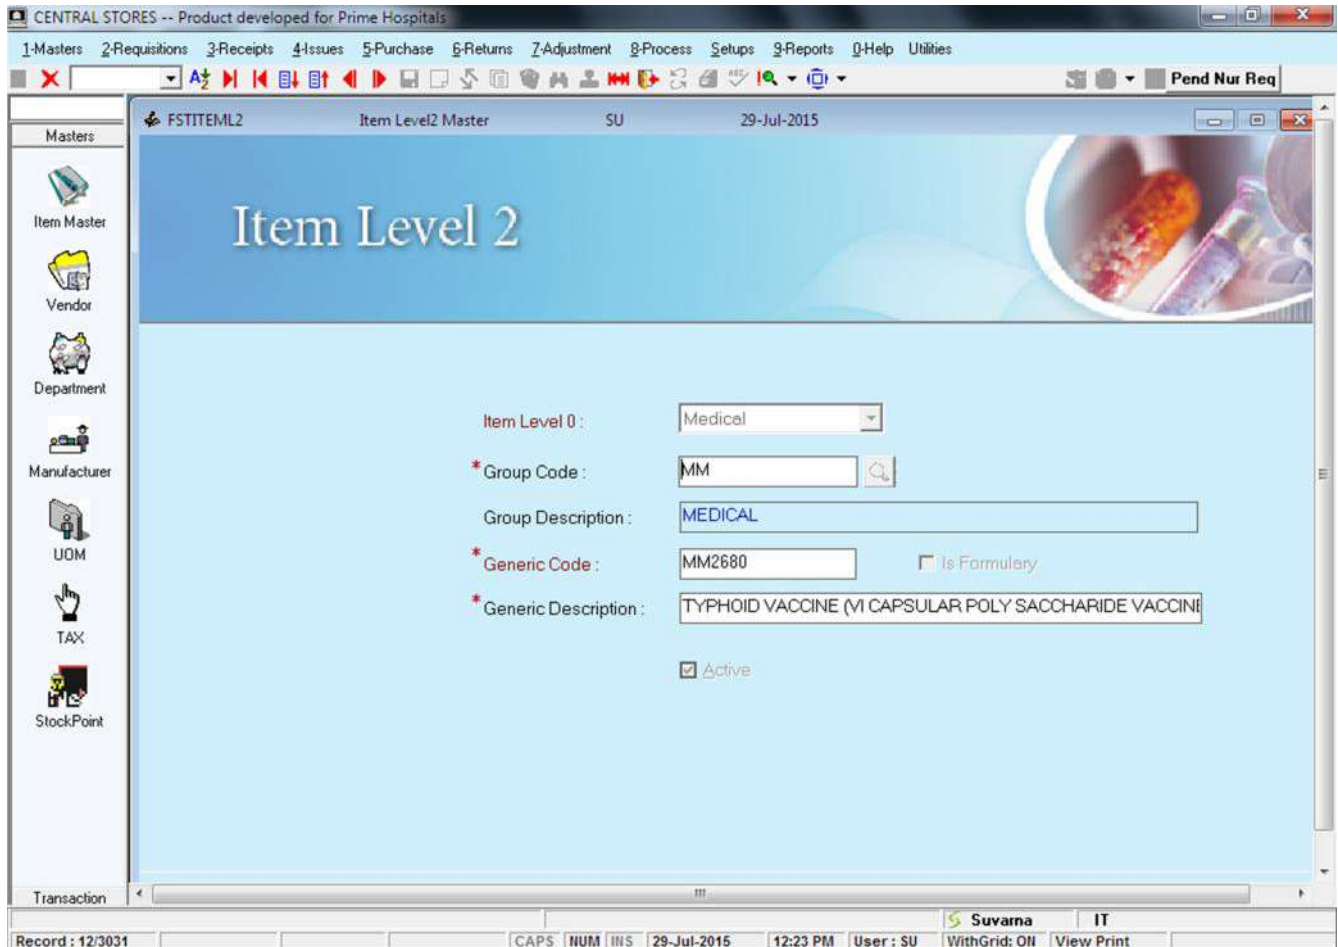 CENTRAL STORES -- Product developed for Prime Hospitals
1-Masters 2-Requisitions 3-Receipts 4-Issues 5-Purchase 6-Returns 7-Adjustment 8-Process Setups 9-Reports 0-Help Utilities
Pend Nur Req
FSTITEML2 Item Level2 Master SU 29-Jul-2015
Masters
Item Level 2
Item Master
Vendor
Department
Manufacturer
UOM
TAX
StockPoint
Item Level 0 : Medical
*Group Code : MM
Group Description : MEDICAL
*Generic Code : MM2680 Is Formulary
*Generic Description : TYPHOID VACCINE (VI CAPSULAR POLY SACCHARIDE VACCINE
Active
Transaction
Suvarna IT
Record : 12/3031 CAPS NUM INS 29-Jul-2015 12:23 PM User : SU WithGrid: ON View Print